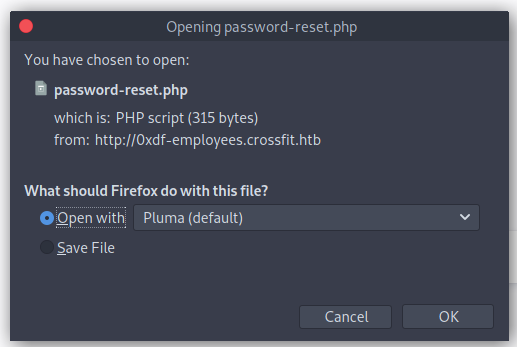 Opening password-reset.php
You have chosen to open:
password-reset.php
which is: PHP script (315 bytes)
from: http://0xdf-employees.crossfit.htb
What should Firefox do with this file?
Open with Pluma (default)
Save File
Cancel OK